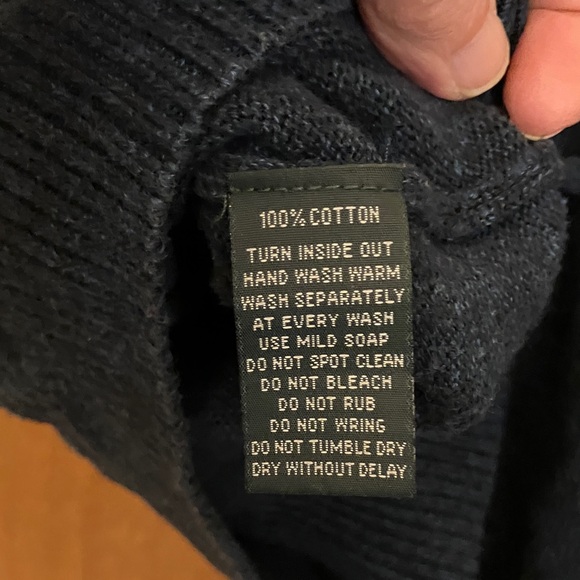 100% COTTON
TURN INSIDE OUT
HAND WASH WARM
WASH SEPARATELY
AT EVERY WASH
USE MILD SOAP
DO NOT SPOT CLEAN
DO NOT BLEACH
DO NOT RUB
DO NOT WRING
DO NOT TUMBLE DRY
DRY WITHOUT DELAY